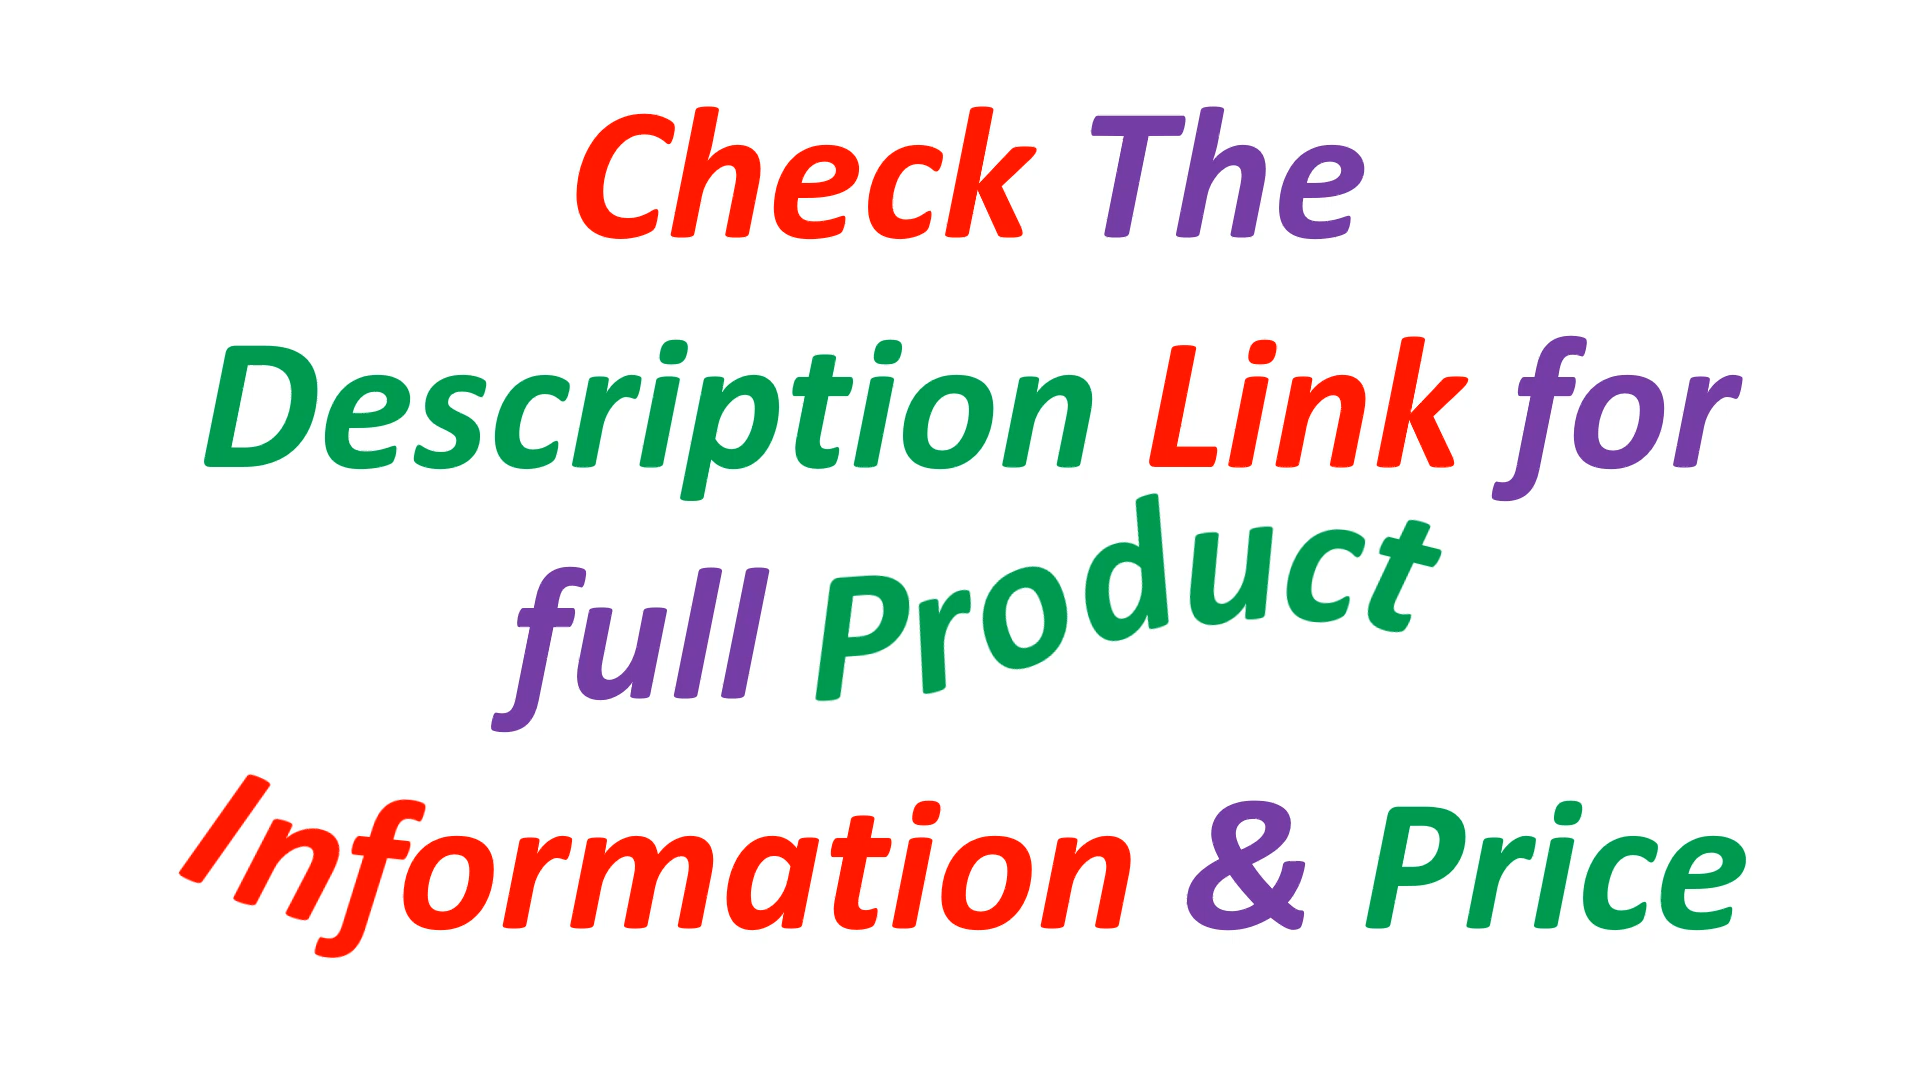 Check The
Description Link for
full Product
Information & Price